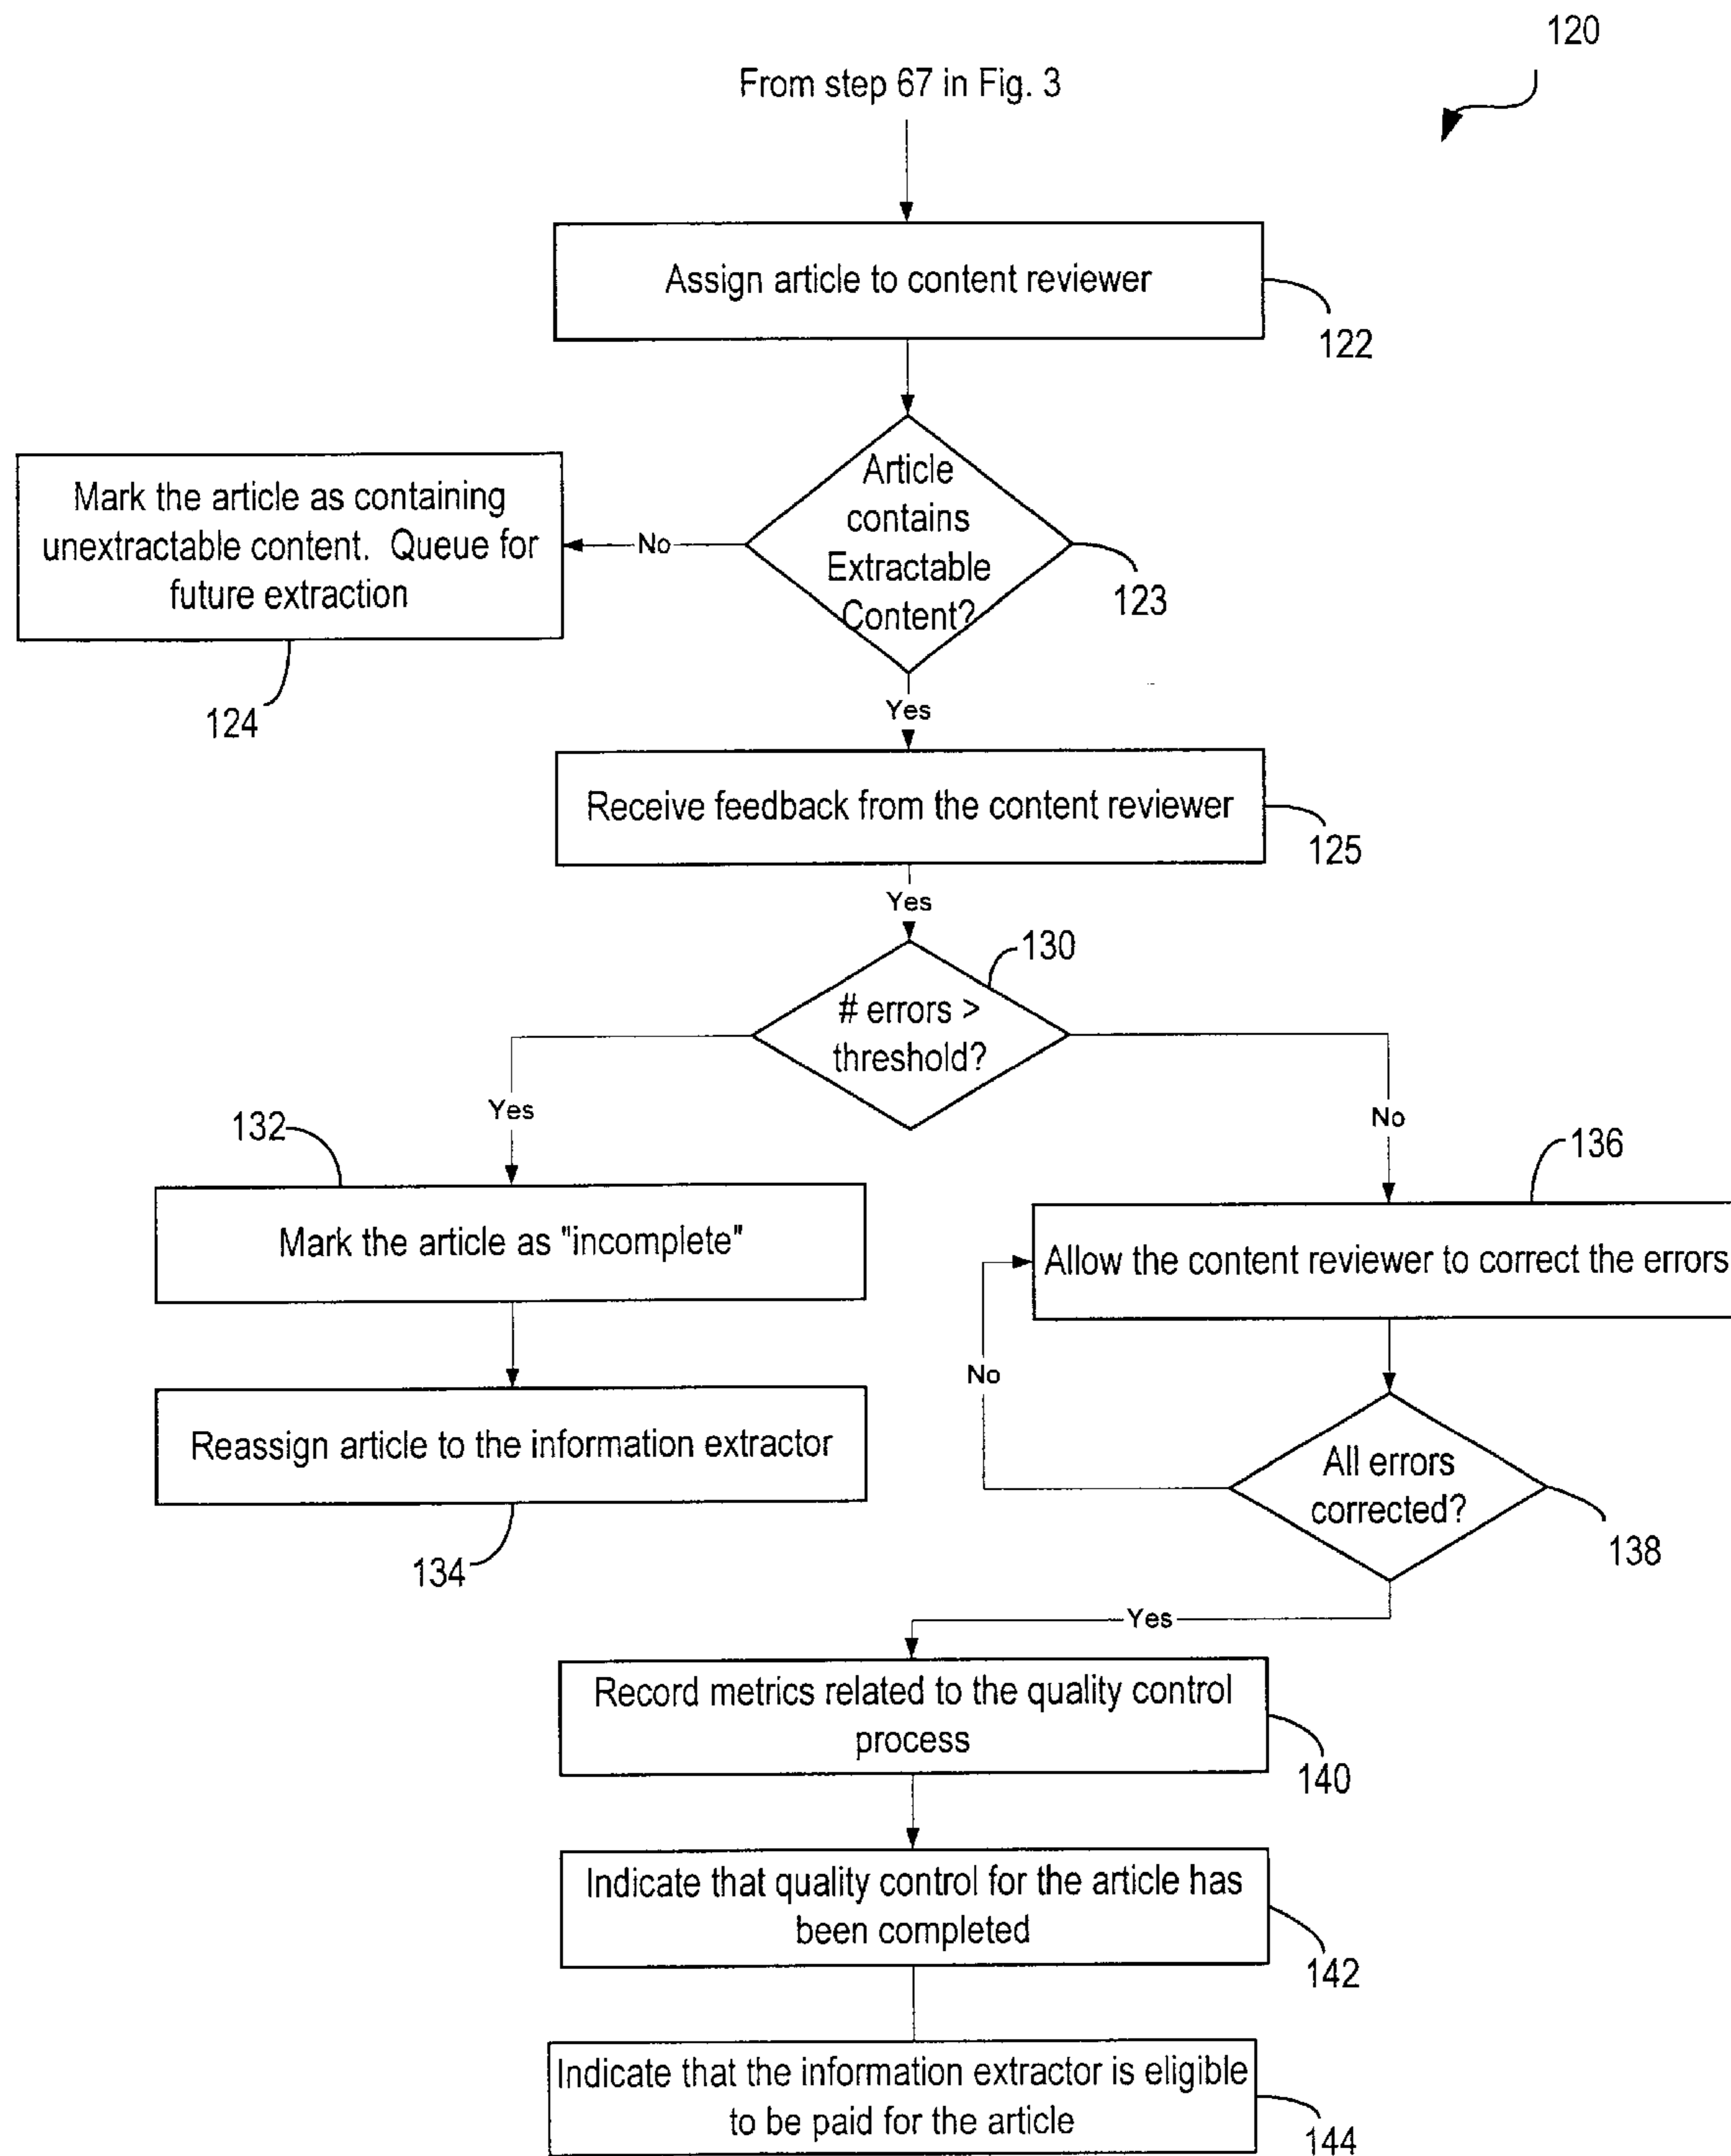 120
From step 67 in Fig. 3
Assign article to content reviewer
122
Article
contains
Extractable
Content?
123
No
Mark the article as containing
unextractable content. Queue for
future extraction
124
Yes
Receive feedback from the content reviewer
125
Yes
130
# errors >
threshold?
Yes
No
132
136
Mark the article as "incomplete"
Allow the content reviewer to correct the errors
No
Reassign article to the information extractor
134
All errors
corrected?
138
Yes
Record metrics related to the quality control
process
140
Indicate that quality control for the article has
been completed
142
Indicate that the information extractor is eligible
to be paid for the article
144